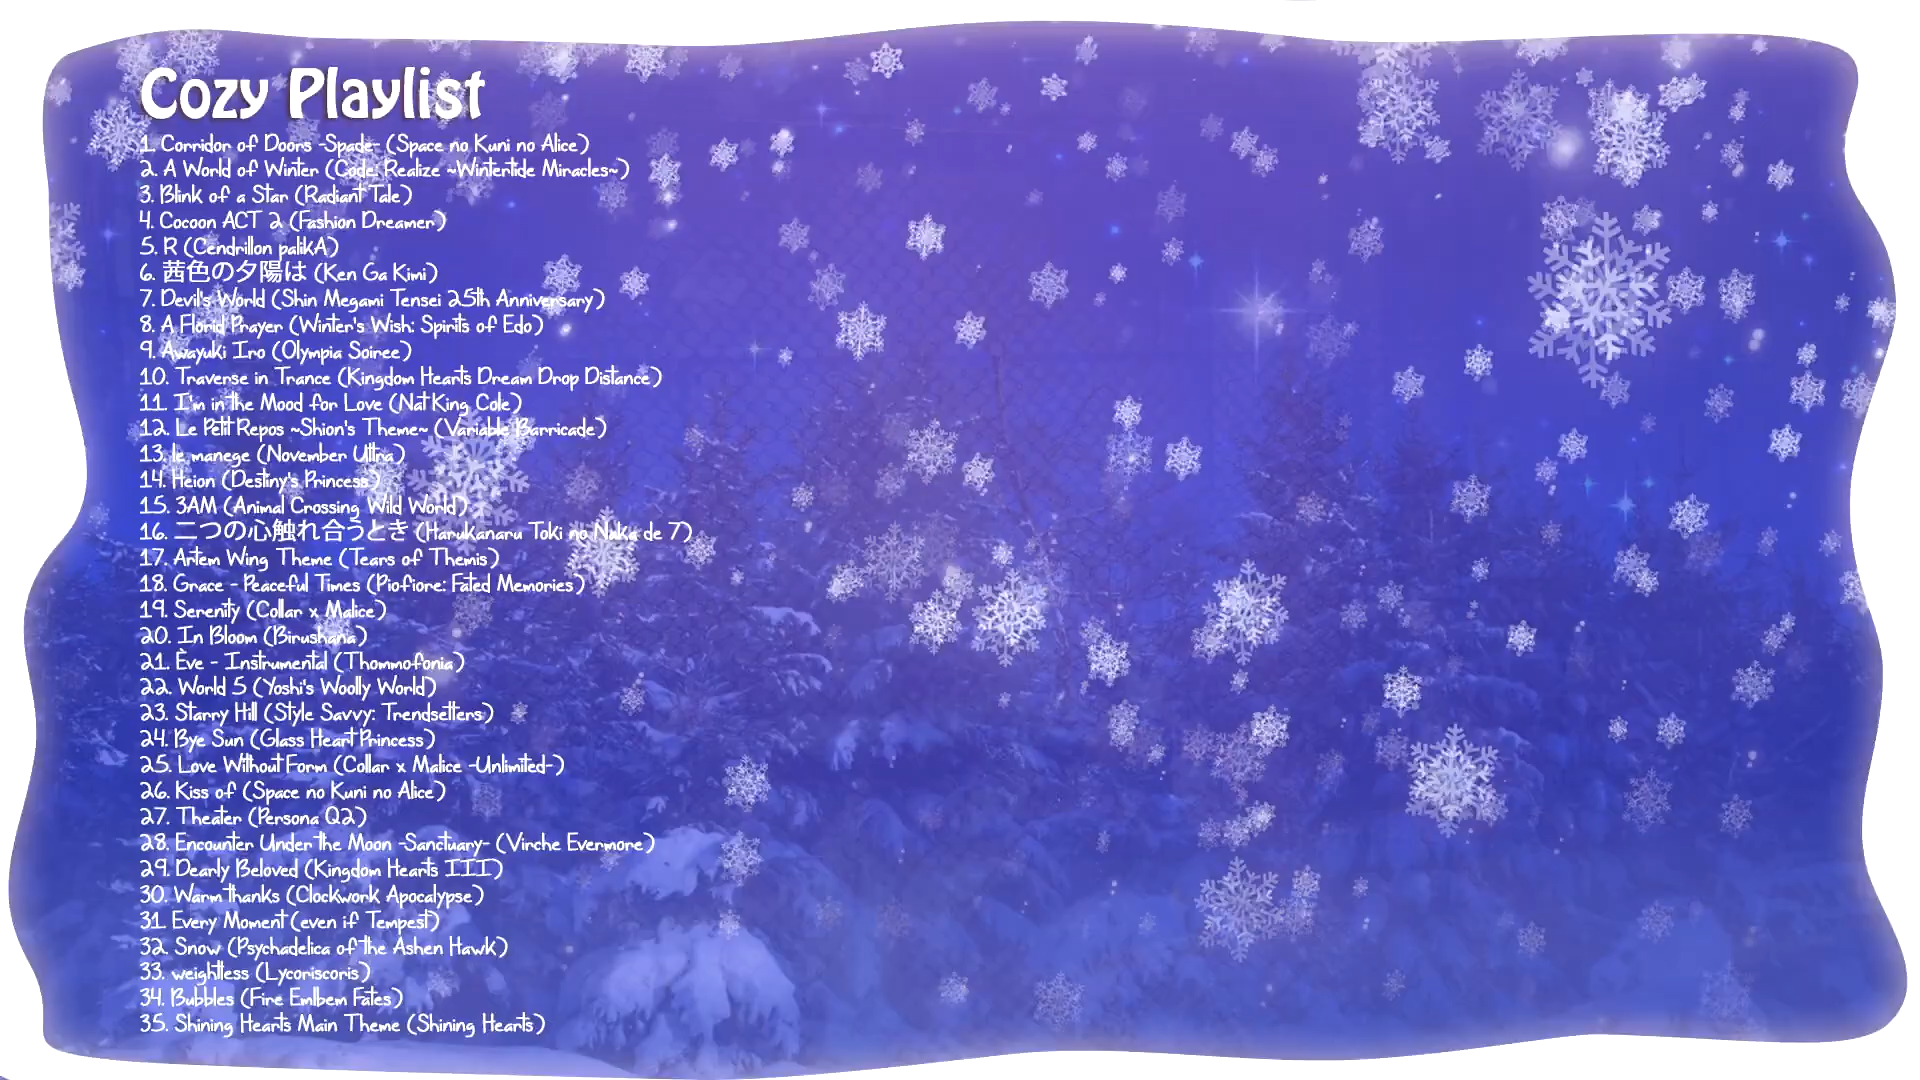 Cozy Playlist
1. Corridor of Doors -Spade- (Space no Kuni no Alice)
2. A World of Winter (Code: Realize ~Wintertide Miracles~)
3. Blink of a Star (Radiant Tale)
4. Cocoon ACT 2 (Fashion Dreamer)
5. R (Cendrillon palikA)
6. 茜色の夕陽は (Ken Ga Kimi)
7. Devil's World (Shin Megami Tensei 25th Anniversary)
8. A Florid Prayer (Winter's Wish: Spirits of Edo)
9. Awayuki Iro (Olympia Soiree)
10. Traverse in Trance (Kingdom Hearts Dream Drop Distance)
11. I'm in the Mood for Love (Nat King Cole)
12. Le Petit Repos ~Shion's Theme~ (Variable Barricade)
13. le manege (November Ultra)
14. Heion (Destiny's Princess)
15. 3AM (Animal Crossing Wild World)
16. 二つの心触れ合うとき (Harukanaru Toki no Naka de 7)
17. Artem Wing Theme (Tears of Themis)
18. Grace - Peaceful Times (Piofiore: Fated Memories)
19. Serenity (Collar x Malice)
20. In Bloom (Birushana)
21. Ève - Instrumental (Thommofonia)
22. World 5 (Yoshi's Woolly World)
23. Starry Hill (Style Savvy: Trendsetters)
24. Bye Sun (Glass Heart Princess)
25. Love Without Form (Collar x Malice -Unlimited-)
26. Kiss of (Space no Kuni no Alice)
27. Theater (Persona Q2)
28. Encounter Under the Moon -Sanctuary- (Virche Evermore)
29. Dearly Beloved (Kingdom Hearts III)
30. Warm thanks (Clockwork Apocalypse)
31. Every Moment (even if Tempest)
32. Snow (Psychadelica of the Ashen Hawk)
33. weightless (Lycoriscoris)
34. Bubbles (Fire Emlbem Fates)
35. Shining Hearts Main Theme (Shining Hearts)